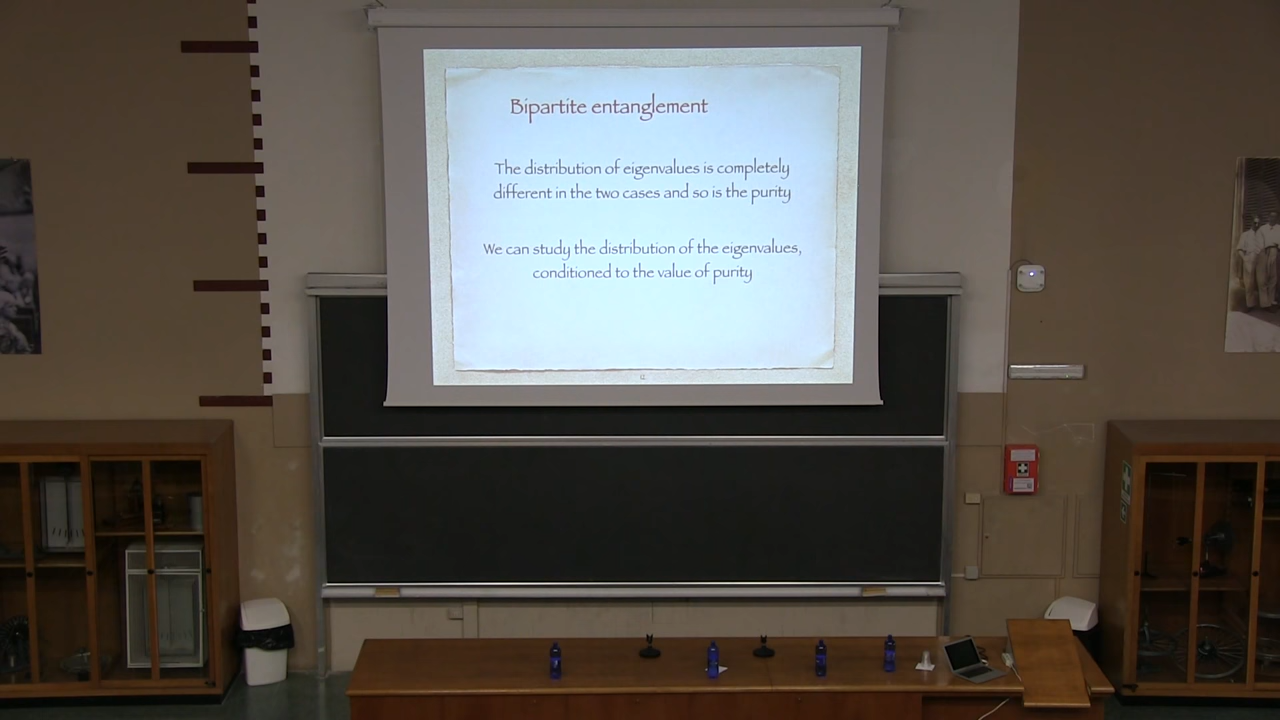 Bipartite entanglement
The distribution of eigenvalues is completely
different in the two cases and so is the purity
We can study the distribution of the eigenvalues,
conditioned to the value of purity
12